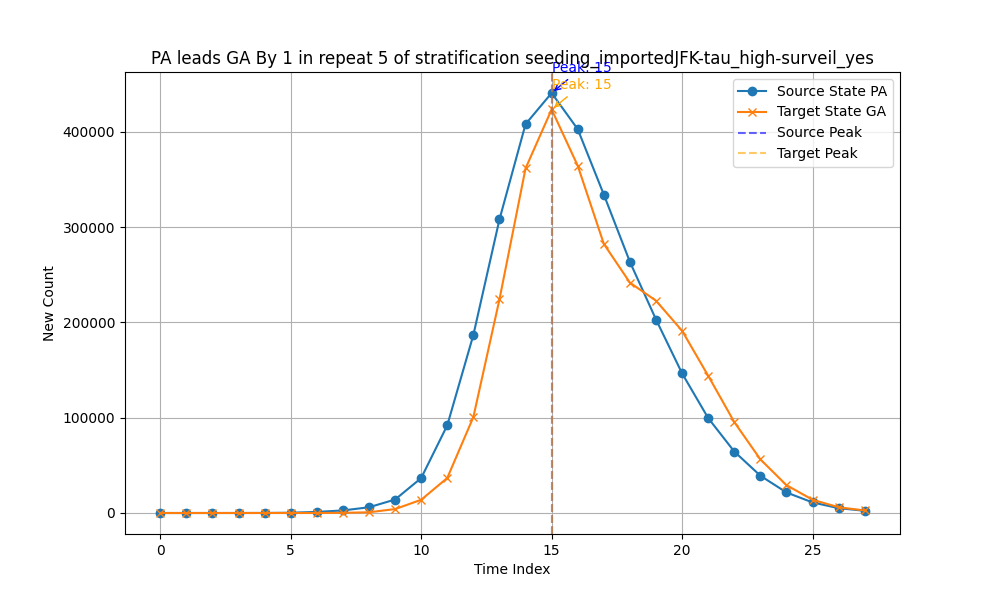 PA leads GA By 1 in repeat 5 of stratification seeding_importedJFK-tau_high-surveil_yes
Peak: 15
Peak: 15
Source State PA
Target State GA
Source Peak
Target Peak
New Count
400000
300000
200000
100000
0
0
5
10
15
20
25
Time Index